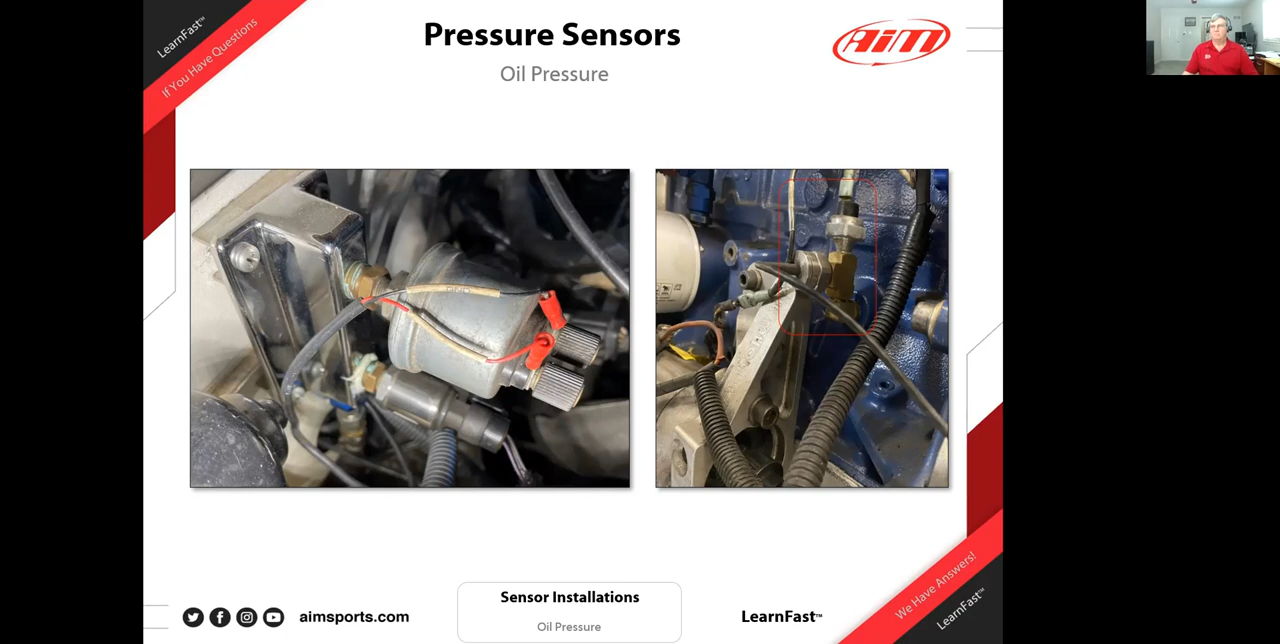 LearnFast™
If You Have Questions
Pressure Sensors
Oil Pressure
AiM
aimsports.com
Sensor Installations
Oil Pressure
LearnFast™
We Have Answers!
LearnFast™